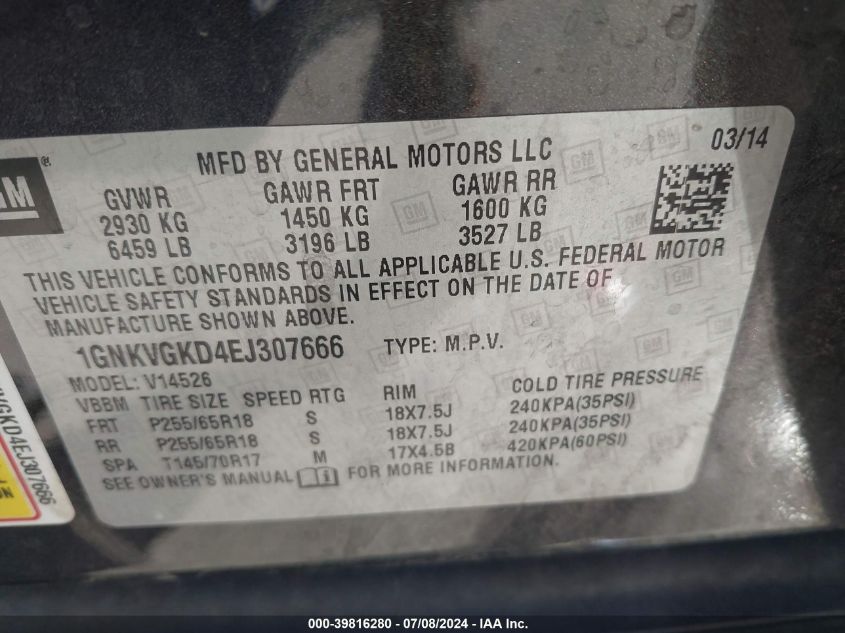 GM ®
MFD BY GENERAL MOTORS LLC 03/14
GVWR GAWR FRT GAWR RR
2930 KG 1450 KG 1600 KG
6459 LB 3196 LB 3527 LB
THIS VEHICLE CONFORMS TO ALL APPLICABLE U.S. FEDERAL MOTOR
VEHICLE SAFETY STANDARDS IN EFFECT ON THE DATE OF
MANUFACTURE SHOWN ABOVE.
1GNKVGKD4EJ307666 TYPE: M.P.V.
MODEL: V14526
VBBM TIRE SIZE SPEED RTG RIM COLD TIRE PRESSURE
FRT P255/65R18 S 18X7.5J 240KPA(35PSI)
RR P255/65R18 S 18X7.5J 240KPA(35PSI)
SPA T145/70R17 M 17X4.5B 420KPA(60PSI)
SEE OWNER'S MANUAL FOR MORE INFORMATION.
VGKD4EJ307666
000-39816280 - 07/08/2024 - IAA Inc.